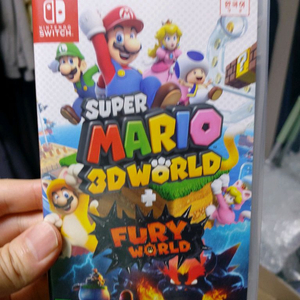 NINTENDO
SWITCH
SUPER
MARIO
3D WORLD
+
FURY
WORLD